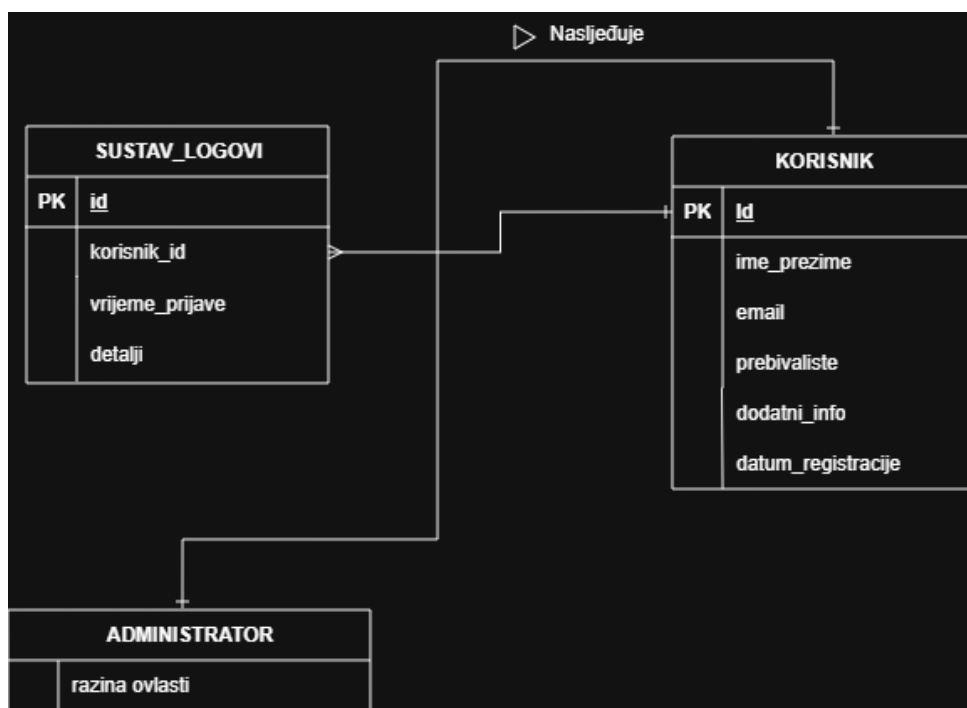 Nasljeđuje
SUSTAV_LOGOVI
PK id
korisnik_id
vrijeme_prijave
detalji
KORISNIK
PK Id
ime_prezime
email
prebivaliste
dodatni_info
datum_registracije
ADMINISTRATOR
razina ovlasti